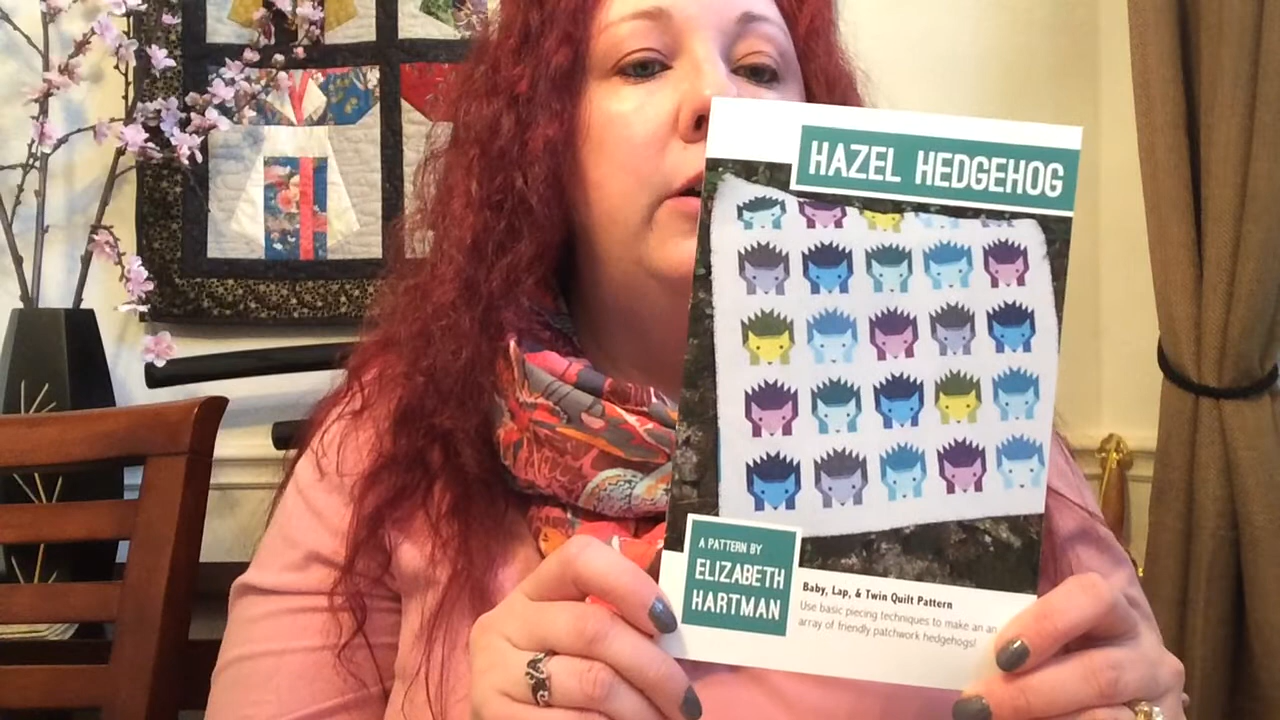 HAZEL HEDGEHOG
A PATTERN BY
ELIZABETH
HARTMAN
Baby, Lap, & Twin Quilt Pattern
Use basic piecing techniques to make an an
array of friendly patchwork hedgehogs!